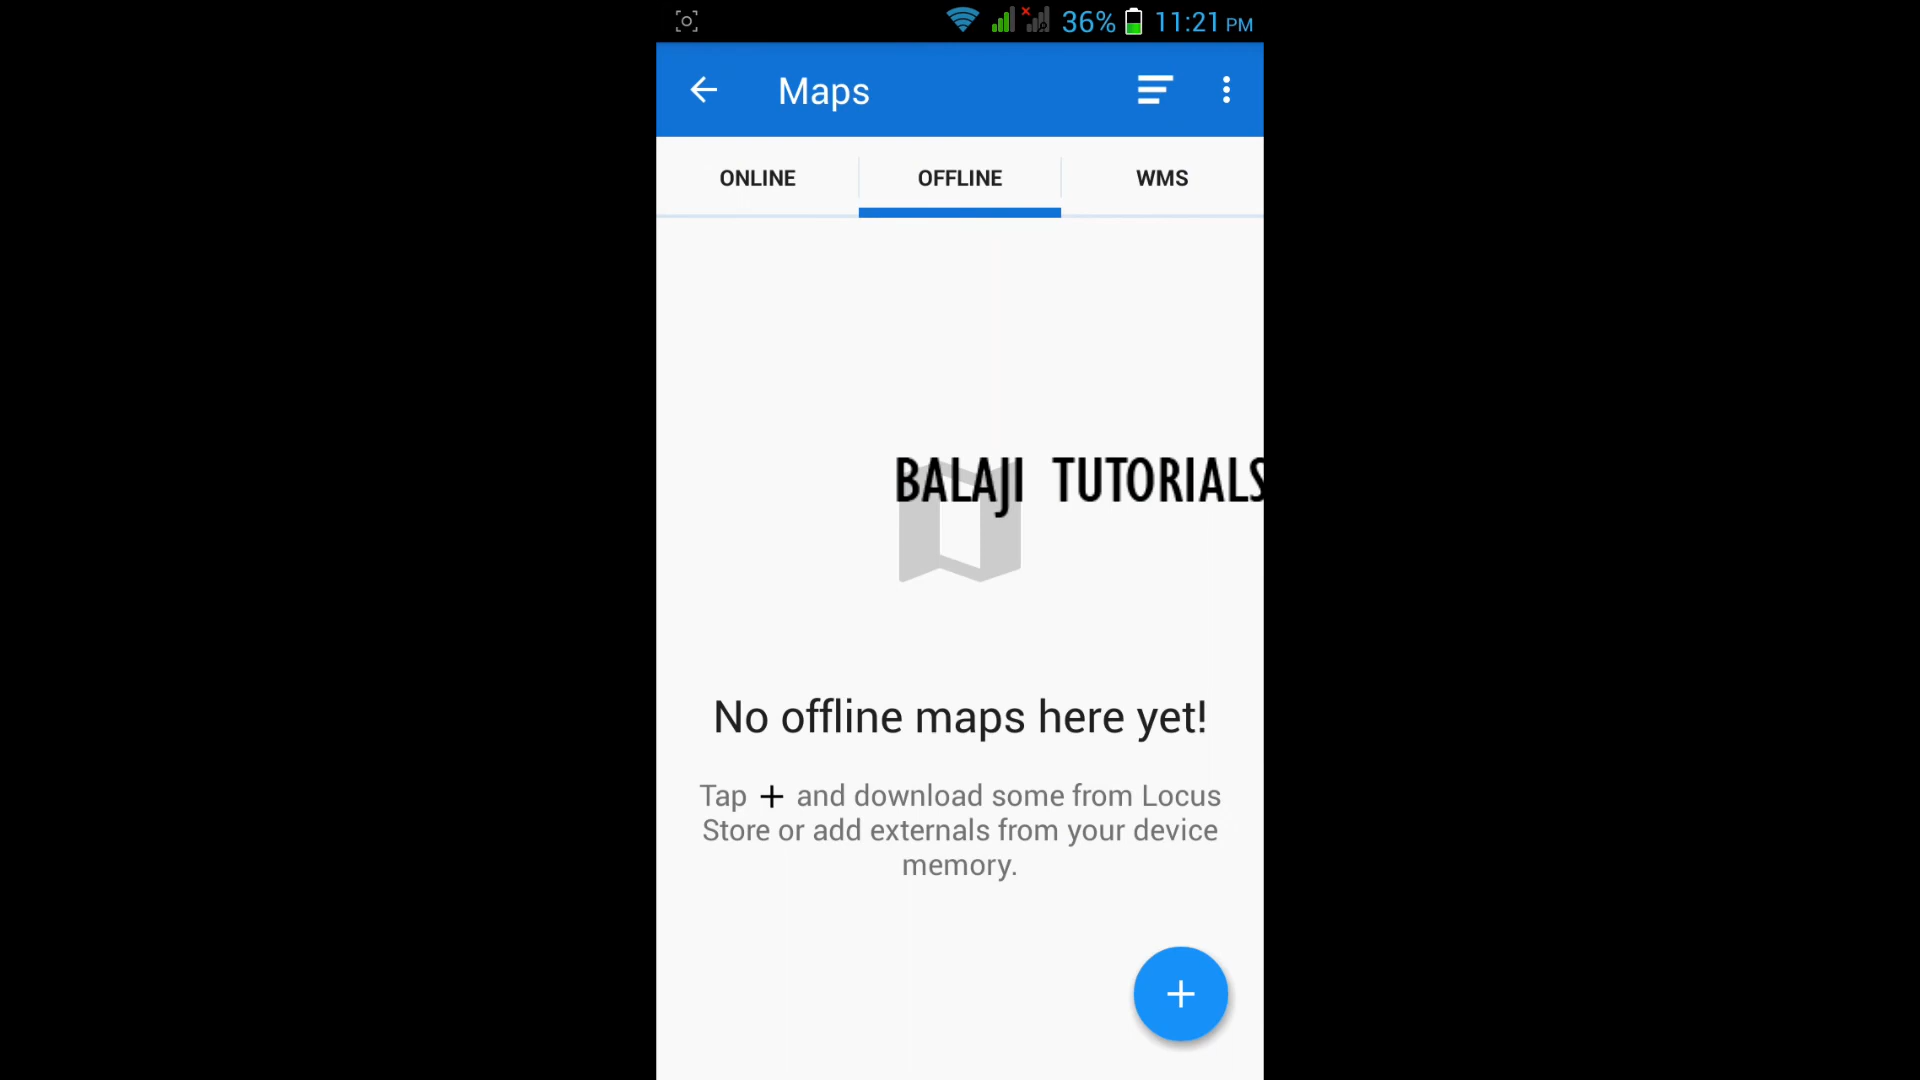 36% 11:21 PM
Maps
ONLINE OFFLINE WMS
BALAJI TUTORIALS
No offline maps here yet!
Tap + and download some from Locus
Store or add externals from your device
memory.